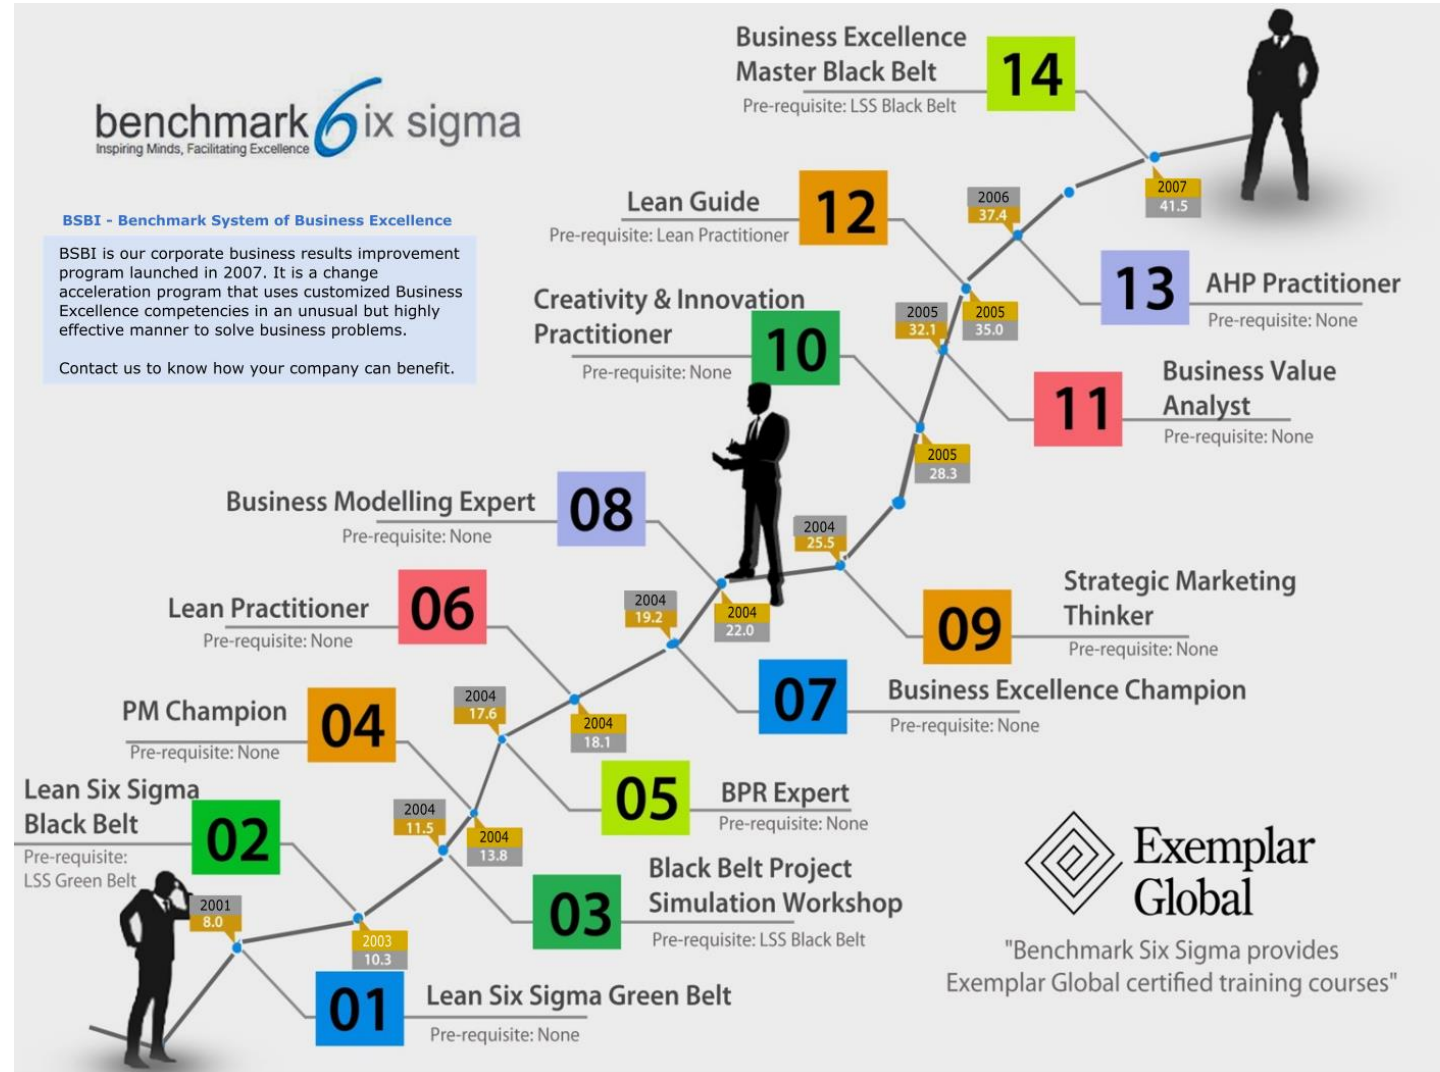 Business Excellence
Master Black Belt
Pre-requisite: LSS Black Belt
14
benchmark 6ix sigma
Inspiring Minds, Facilitating Excellence
2007
41.5
Lean Guide
Pre-requisite: Lean Practitioner
12
2006
37.4
BSBI - Benchmark System of Business Excellence
BSBI is our corporate business results improvement
program launched in 2007. It is a change
acceleration program that uses customized Business
Excellence competencies in an unusual but highly
effective manner to solve business problems.
Contact us to know how your company can benefit.
13
AHP Practitioner
Pre-requisite: None
Creativity & Innovation
Practitioner
Pre-requisite: None
10
2005
32.1
2005
35.0
11
Business Value
Analyst
Pre-requisite: None
2005
28.3
Business Modelling Expert
Pre-requisite: None
08
2004
25.5
Lean Practitioner
Pre-requisite: None
06
2004
19.2
2004
22.0
09
Strategic Marketing
Thinker
Pre-requisite: None
07
Business Excellence Champion
Pre-requisite: None
PM Champion
Pre-requisite: None
04
2004
17.6
2004
18.1
05
BPR Expert
Pre-requisite: None
Lean Six Sigma
Black Belt
Pre-requisite:
LSS Green Belt
02
2004
11.5
2004
13.8
03
Black Belt Project
Simulation Workshop
Pre-requisite: LSS Black Belt
Exemplar
Global
"Benchmark Six Sigma provides
Exemplar Global certified training courses"
2001
8.0
2003
10.3
01
Lean Six Sigma Green Belt
Pre-requisite: None